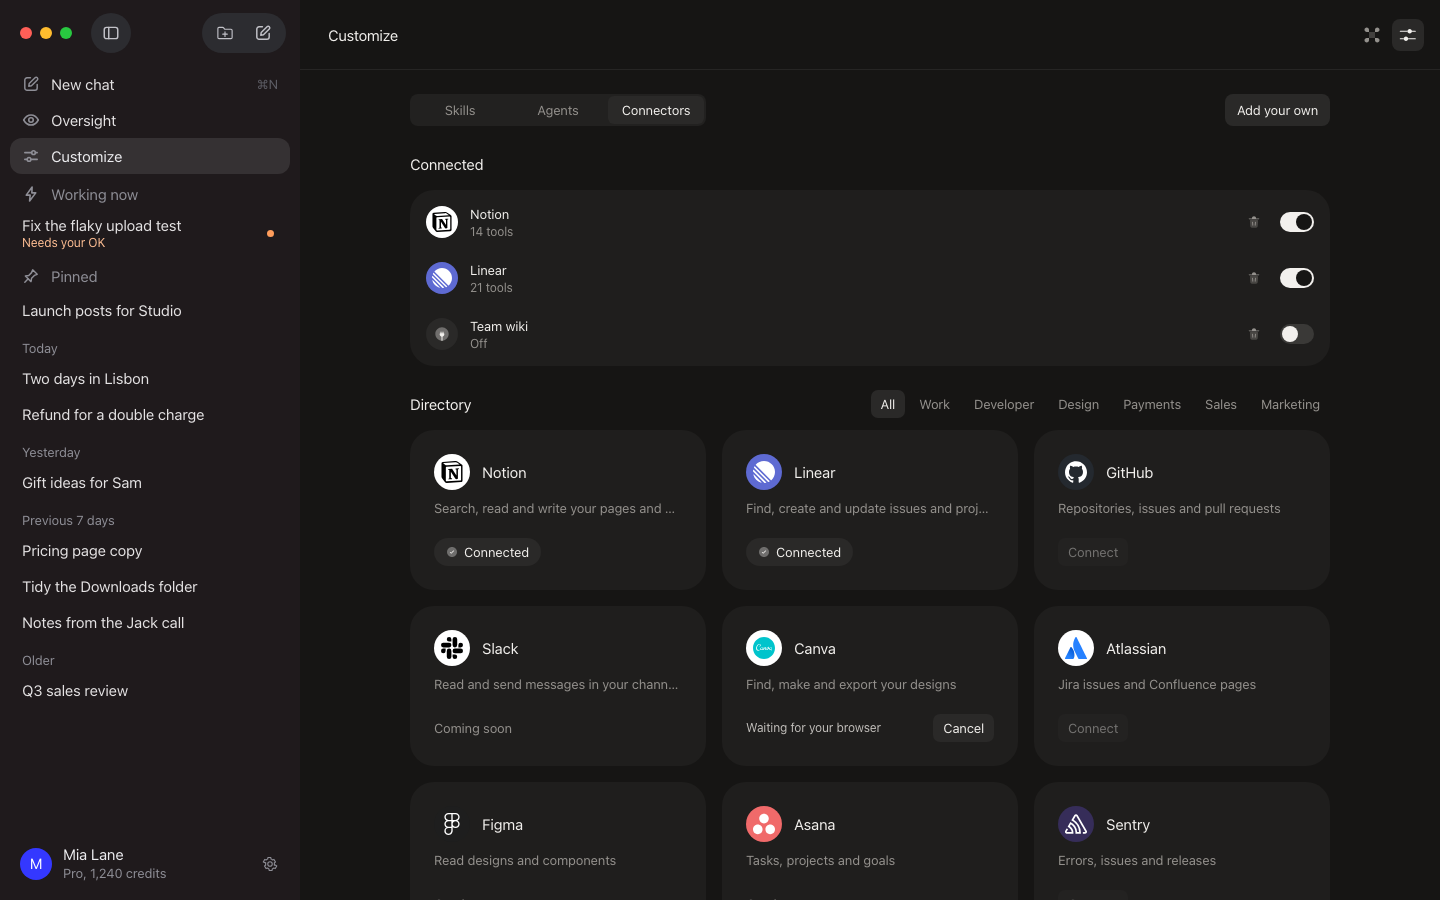 Customize
New chat
⌘N
Oversight
Customize
Working now
Fix the flaky upload test
Needs your OK
Pinned
Launch posts for Studio
Today
Two days in Lisbon
Refund for a double charge
Yesterday
Gift ideas for Sam
Previous 7 days
Pricing page copy
Tidy the Downloads folder
Notes from the Jack call
Older
Q3 sales review
M
Mia Lane
Pro, 1,240 credits
Skills
Agents
Connectors
Add your own
Connected
Notion
14 tools
Linear
21 tools
Team wiki
Off
Directory
All
Work
Developer
Design
Payments
Sales
Marketing
Notion
Search, read and write your pages and ...
Connected
Linear
Find, create and update issues and proj...
Connected
GitHub
Repositories, issues and pull requests
Connect
Slack
Read and send messages in your chann...
Coming soon
Canva
Canva
Find, make and export your designs
Waiting for your browser
Cancel
Atlassian
Jira issues and Confluence pages
Connect
Figma
Read designs and components
Asana
Tasks, projects and goals
Sentry
Errors, issues and releases